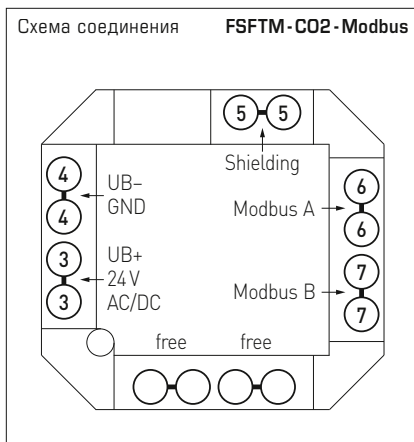 Схема соединения FSFTM-CO2-Modbus
5 5
Shielding
4
4
UB–
GND
3
3
UB+
24 V
AC/DC
6
6
Modbus A
7
7
Modbus B
free free